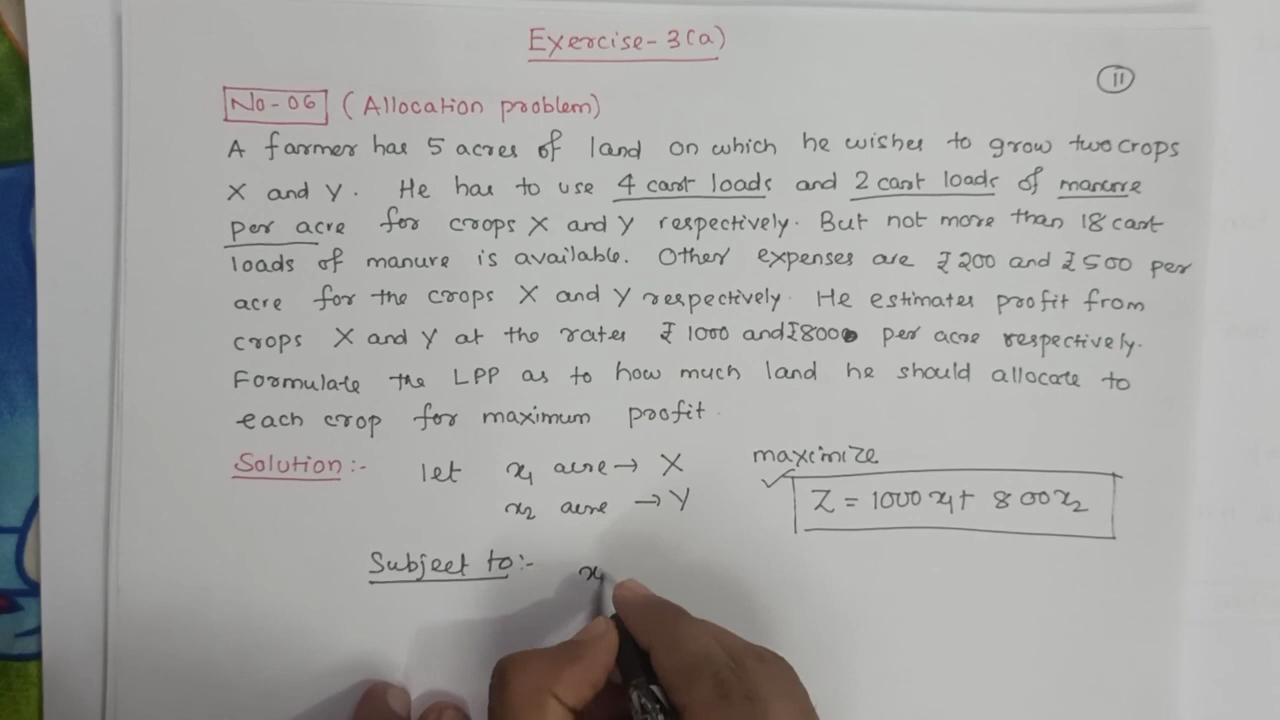 Exercise-3(a)
11
No-06 (Allocation problem)
A farmer has 5 acres of land on which he wishes to grow two crops
X and Y. He has to use 4 cart loads and 2 cart loads of manure
per acre for crops X and Y respectively. But not more than 18 cart
loads of manure is available. Other expenses are ₹200 and ₹500 per
acre for the crops X and Y respectively. He estimates profit from
crops X and Y at the rates ₹1000 and ₹800 per acre respectively.
Formulate the LPP as to how much land he should allocate to
each crop for maximum profit.
Solution:- let x₁ acre → X
x₂ acre → Y
maximize
Z = 1000x₁ + 800x₂
Subject to:- x₁